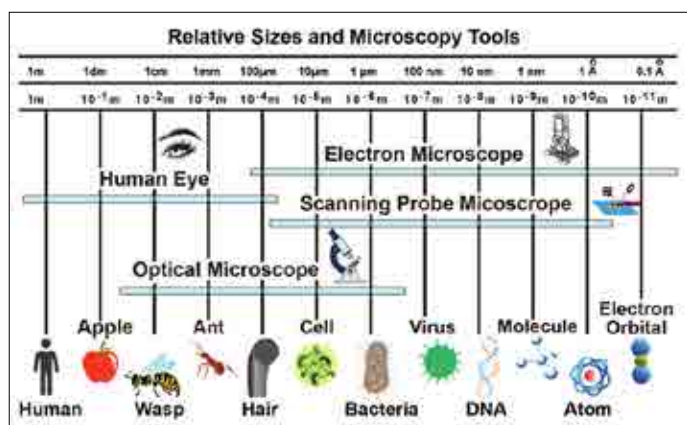 Relative Sizes and Microscopy Tools
1m 1dm 1cm 1mm 100µm 10µm 1 µm 100 nm 10 nm 1 nm 1 Å 0.1 Å
1m 10⁻¹m 10⁻²m 10⁻³m 10⁻⁴m 10⁻⁵m 10⁻⁶m 10⁻⁷m 10⁻⁸m 10⁻⁹m 10⁻¹⁰m 10⁻¹¹m
Electron Microscope
Human Eye
Scanning Probe Micoscrope
Optical Microscope
Apple Ant Cell Virus Molecule Electron Orbital
Human Wasp Hair Bacteria DNA Atom